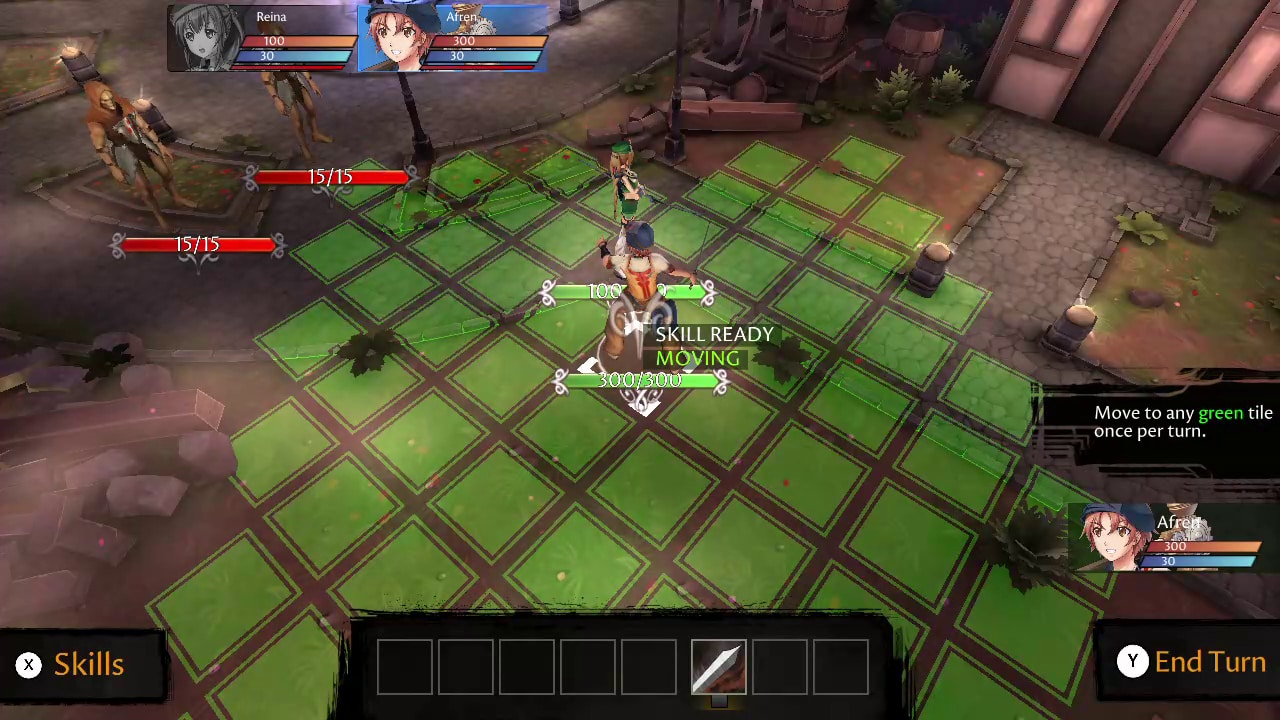 Reina
Afren
100
300
30
30
15/15
15/15
100
SKILL READY
MOVING
300/300
Move to any green tile
once per turn.
Afren
300
30
X Skills
Y End Turn